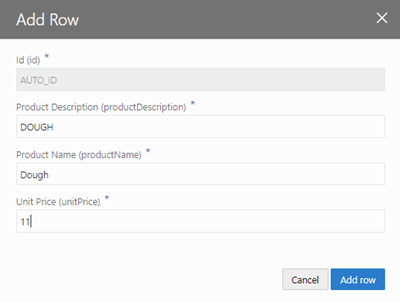 Add Row
Id (id) *
AUTO_ID
Product Description (productDescription) *
DOUGH
Product Name (productName) *
Dough
Unit Price (unitPrice) *
11
Cancel Add row